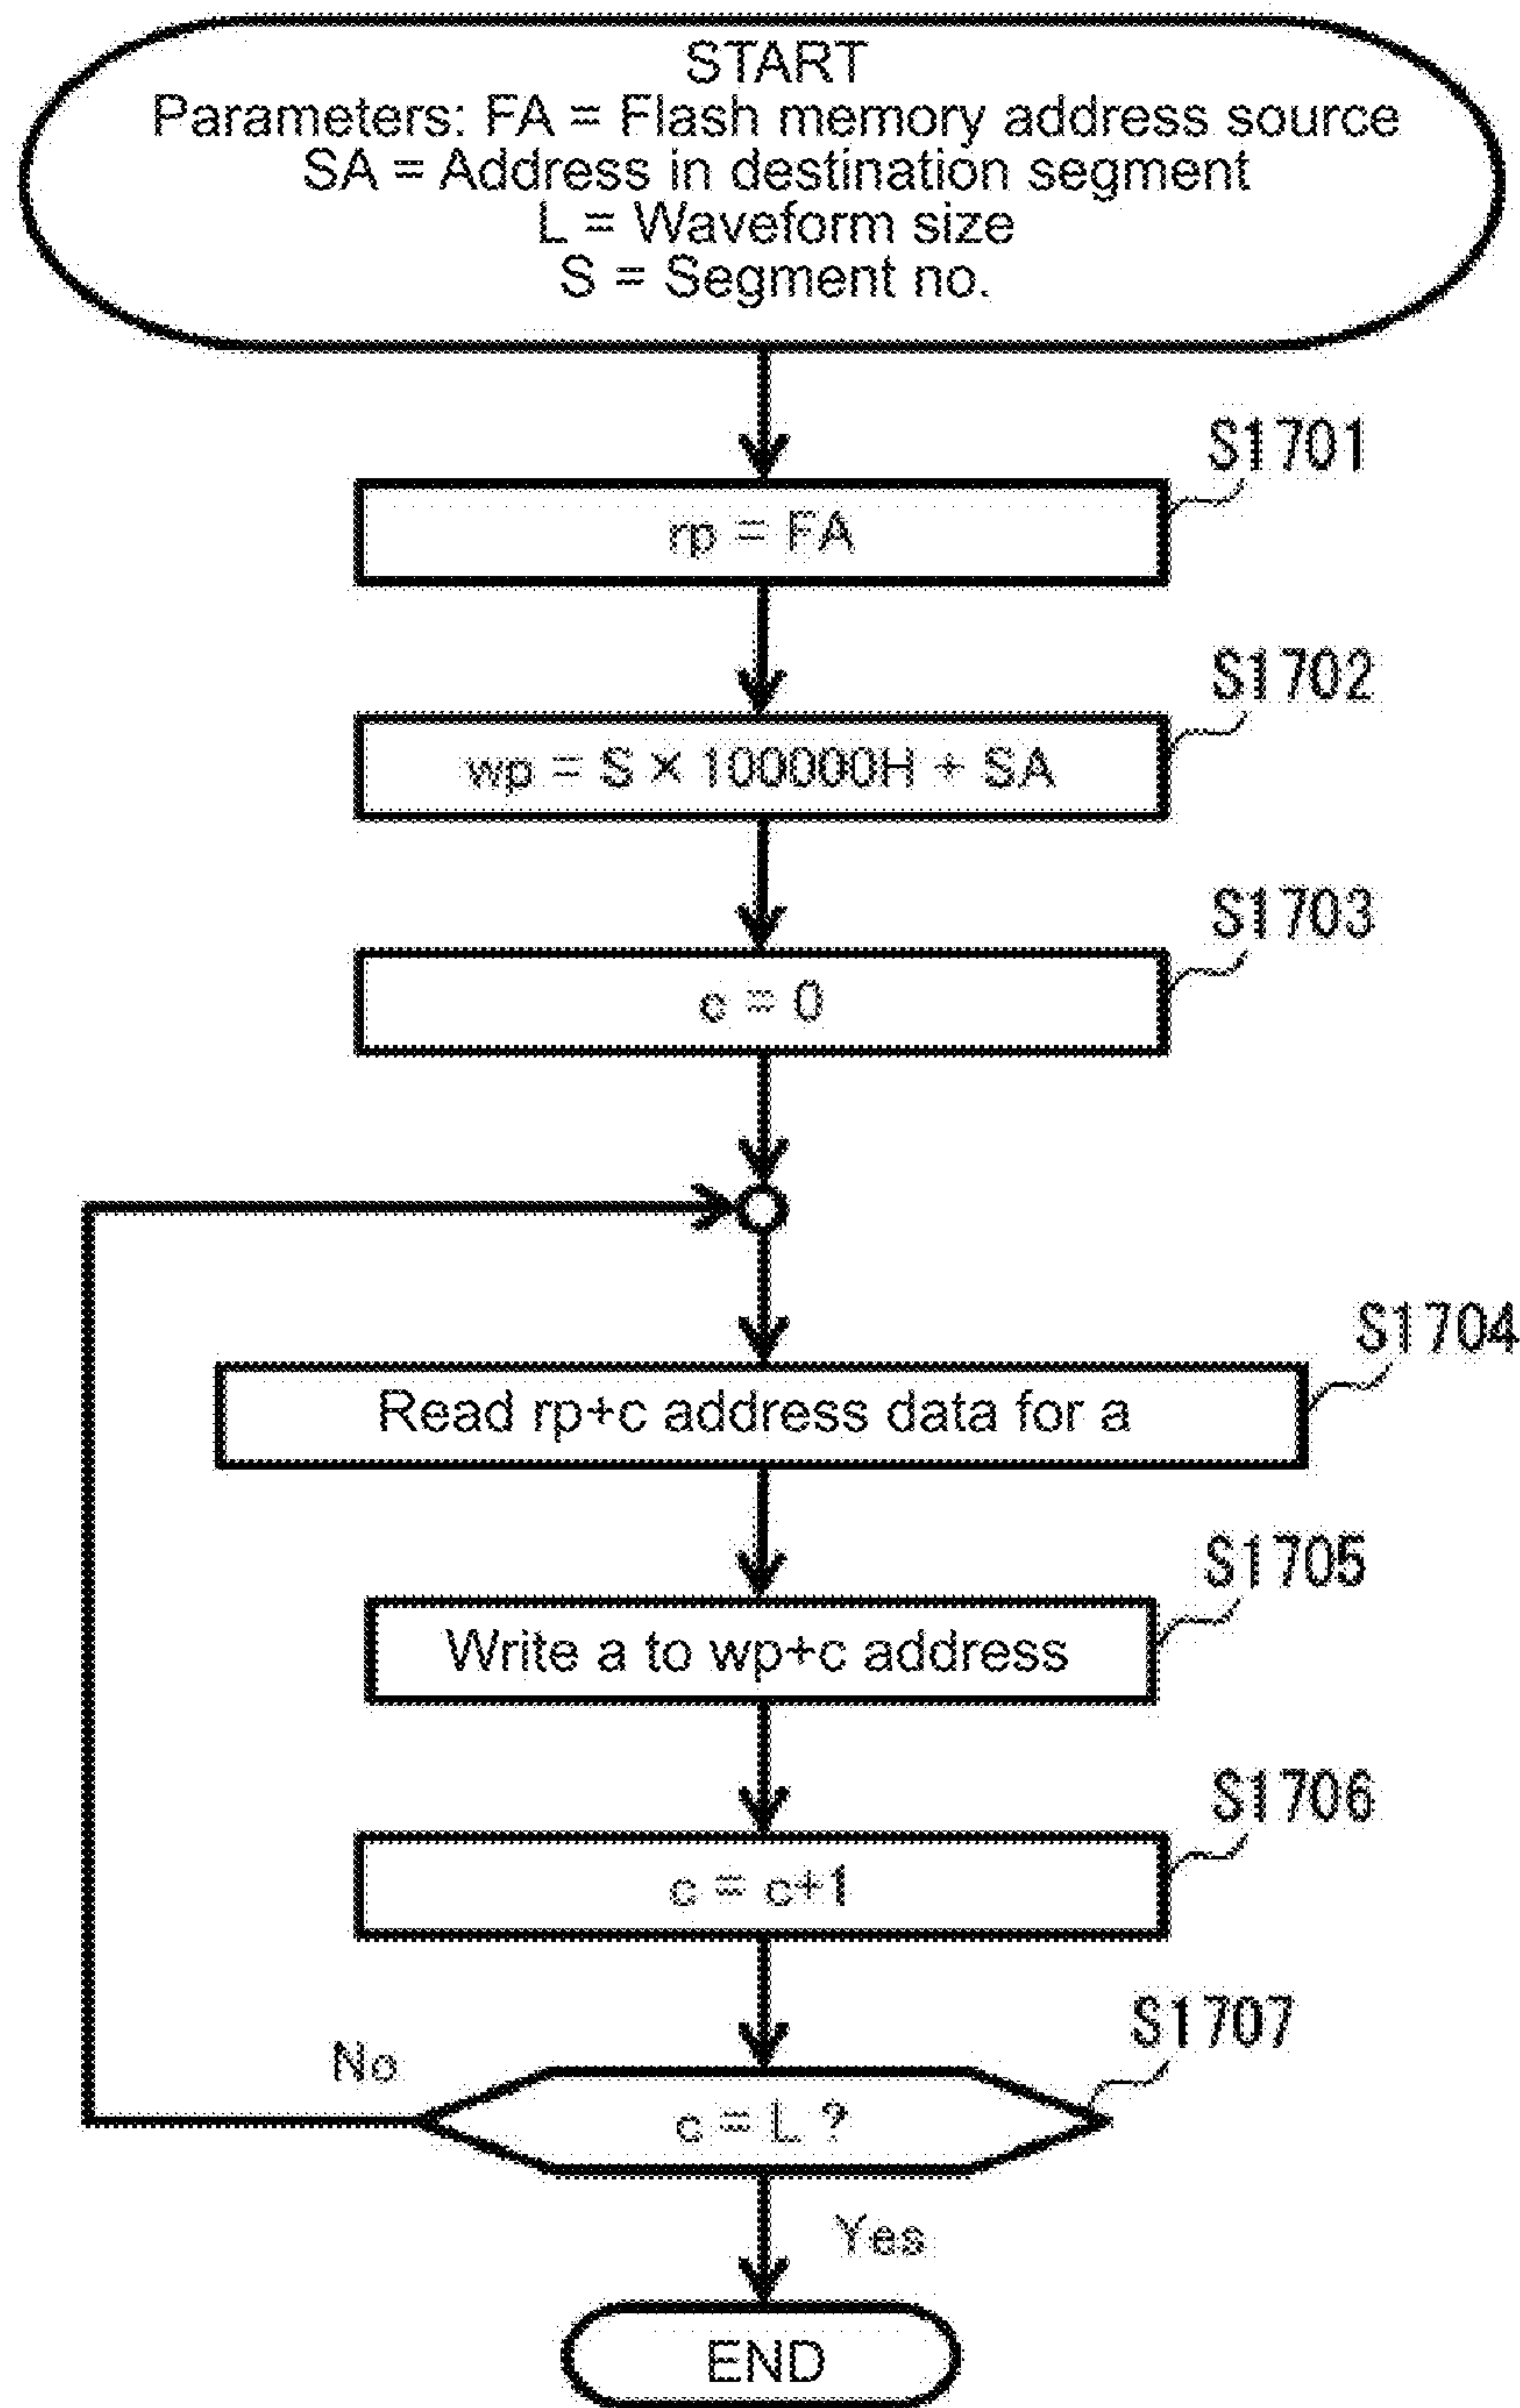 START
Parameters: FA = Flash memory address source
SA = Address in destination segment
L = Waveform size
S = Segment no.
S1701
rp = FA
S1702
wp = S × 100000H + SA
S1703
c = 0
S1704
Read rp+c address data for a
S1705
Write a to wp+c address
S1706
c = c+1
S1707
No
c = L ?
Yes
END